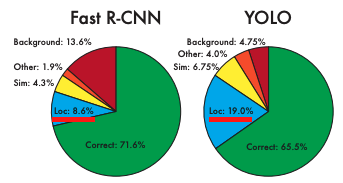 Fast R-CNN
Background: 13.6%
Other: 1.9%
Sim: 4.3%
Loc: 8.6%
Correct: 71.6%
YOLO
Background: 4.75%
Other: 4.0%
Sim: 6.75%
Loc: 19.0%
Correct: 65.5%